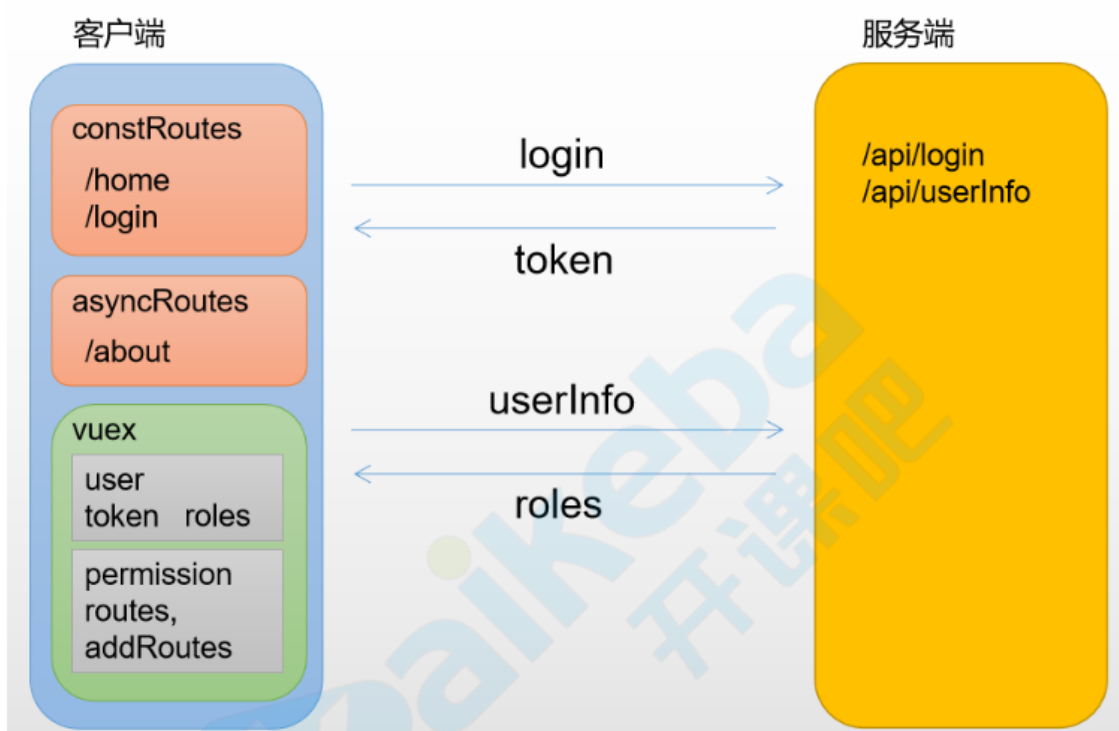 客户端
服务端
constRoutes
/home
/login
asyncRoutes
/about
vuex
user
token roles
permission
routes,
addRoutes
login
token
userInfo
roles
/api/login
/api/userInfo
kaikeba
开课吧